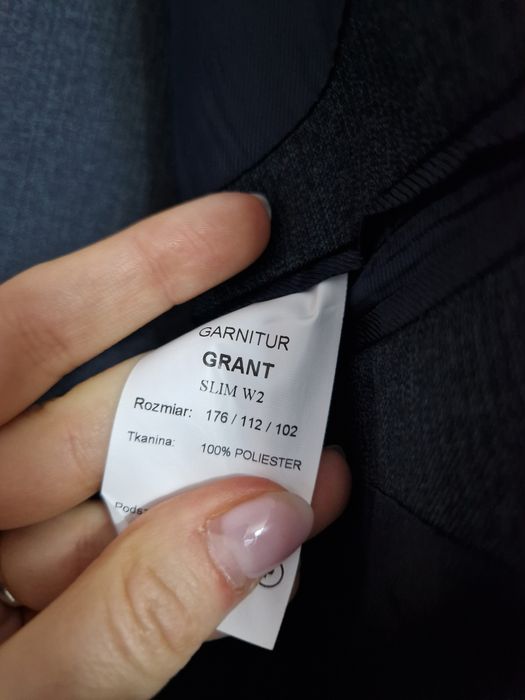 GARNITUR
GRANT
SLIM W2
Rozmiar: 176 / 112 / 102
Tkanina: 100% POLIESTER